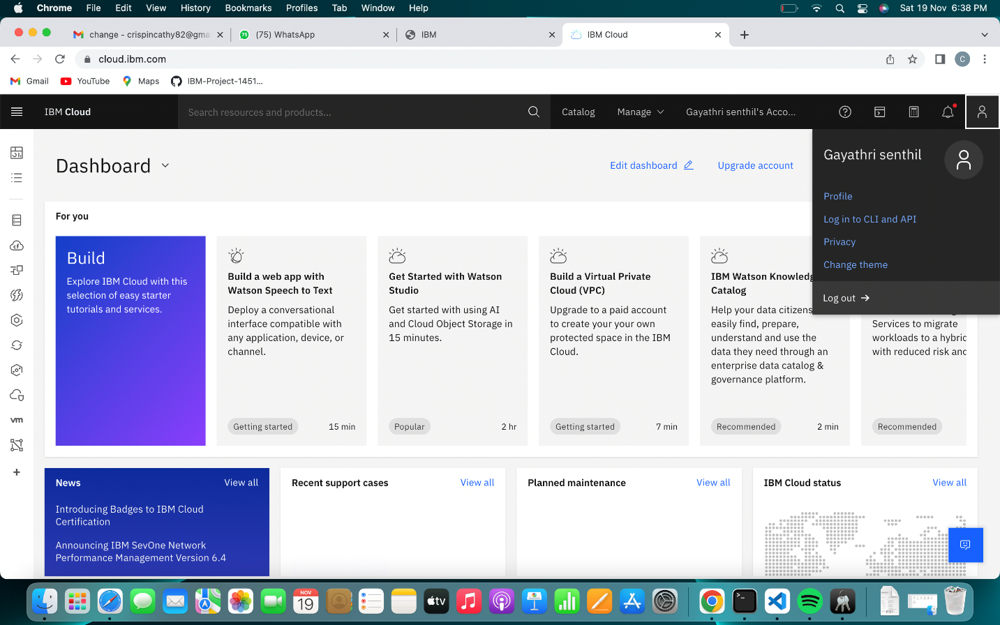 Chrome File Edit View History Bookmarks Profiles Tab Window Help
Sat 19 Nov 6:38 PM
change - crispincathy82@gma
(75) WhatsApp
IBM
IBM Cloud
cloud.ibm.com
C
Gmail
YouTube
Maps
IBM-Project-1451...
IBM Cloud
Search resources and products...
Catalog
Manage
Gayathri senthil's Acco...
Gayathri senthil
Profile
Log in to CLI and API
Privacy
Change theme
Log out
Dashboard
Edit dashboard
Upgrade account
For you
Build
Explore IBM Cloud with this
selection of easy starter
tutorials and services.
Build a web app with
Watson Speech to Text
Deploy a conversational
interface compatible with
any application, device, or
channel.
Getting started
15 min
Get Started with Watson
Studio
Get started with using AI
and Cloud Object Storage in
15 minutes.
Popular
2 hr
Build a Virtual Private
Cloud (VPC)
Upgrade to a paid account
to create your your own
protected space in the IBM
Cloud.
Getting started
7 min
IBM Watson Knowledg
Catalog
Help your data citizens
easily find, prepare,
understand and use the
data they need through an
enterprise data catalog &
governance platform.
Recommended
2 min
Services to migrate
workloads to a hybric
with reduced risk and
Recommended
vm
News
View all
Introducing Badges to IBM Cloud
Certification
Announcing IBM SevOne Network
Performance Management Version 6.4
Recent support cases
View all
Planned maintenance
View all
IBM Cloud status
View all
NOV
19
tv